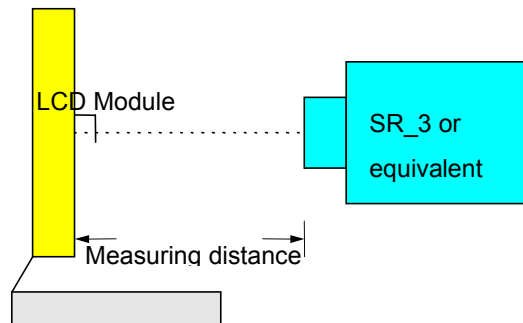 LCD Module
SR_3 or
equivalent
Measuring distance